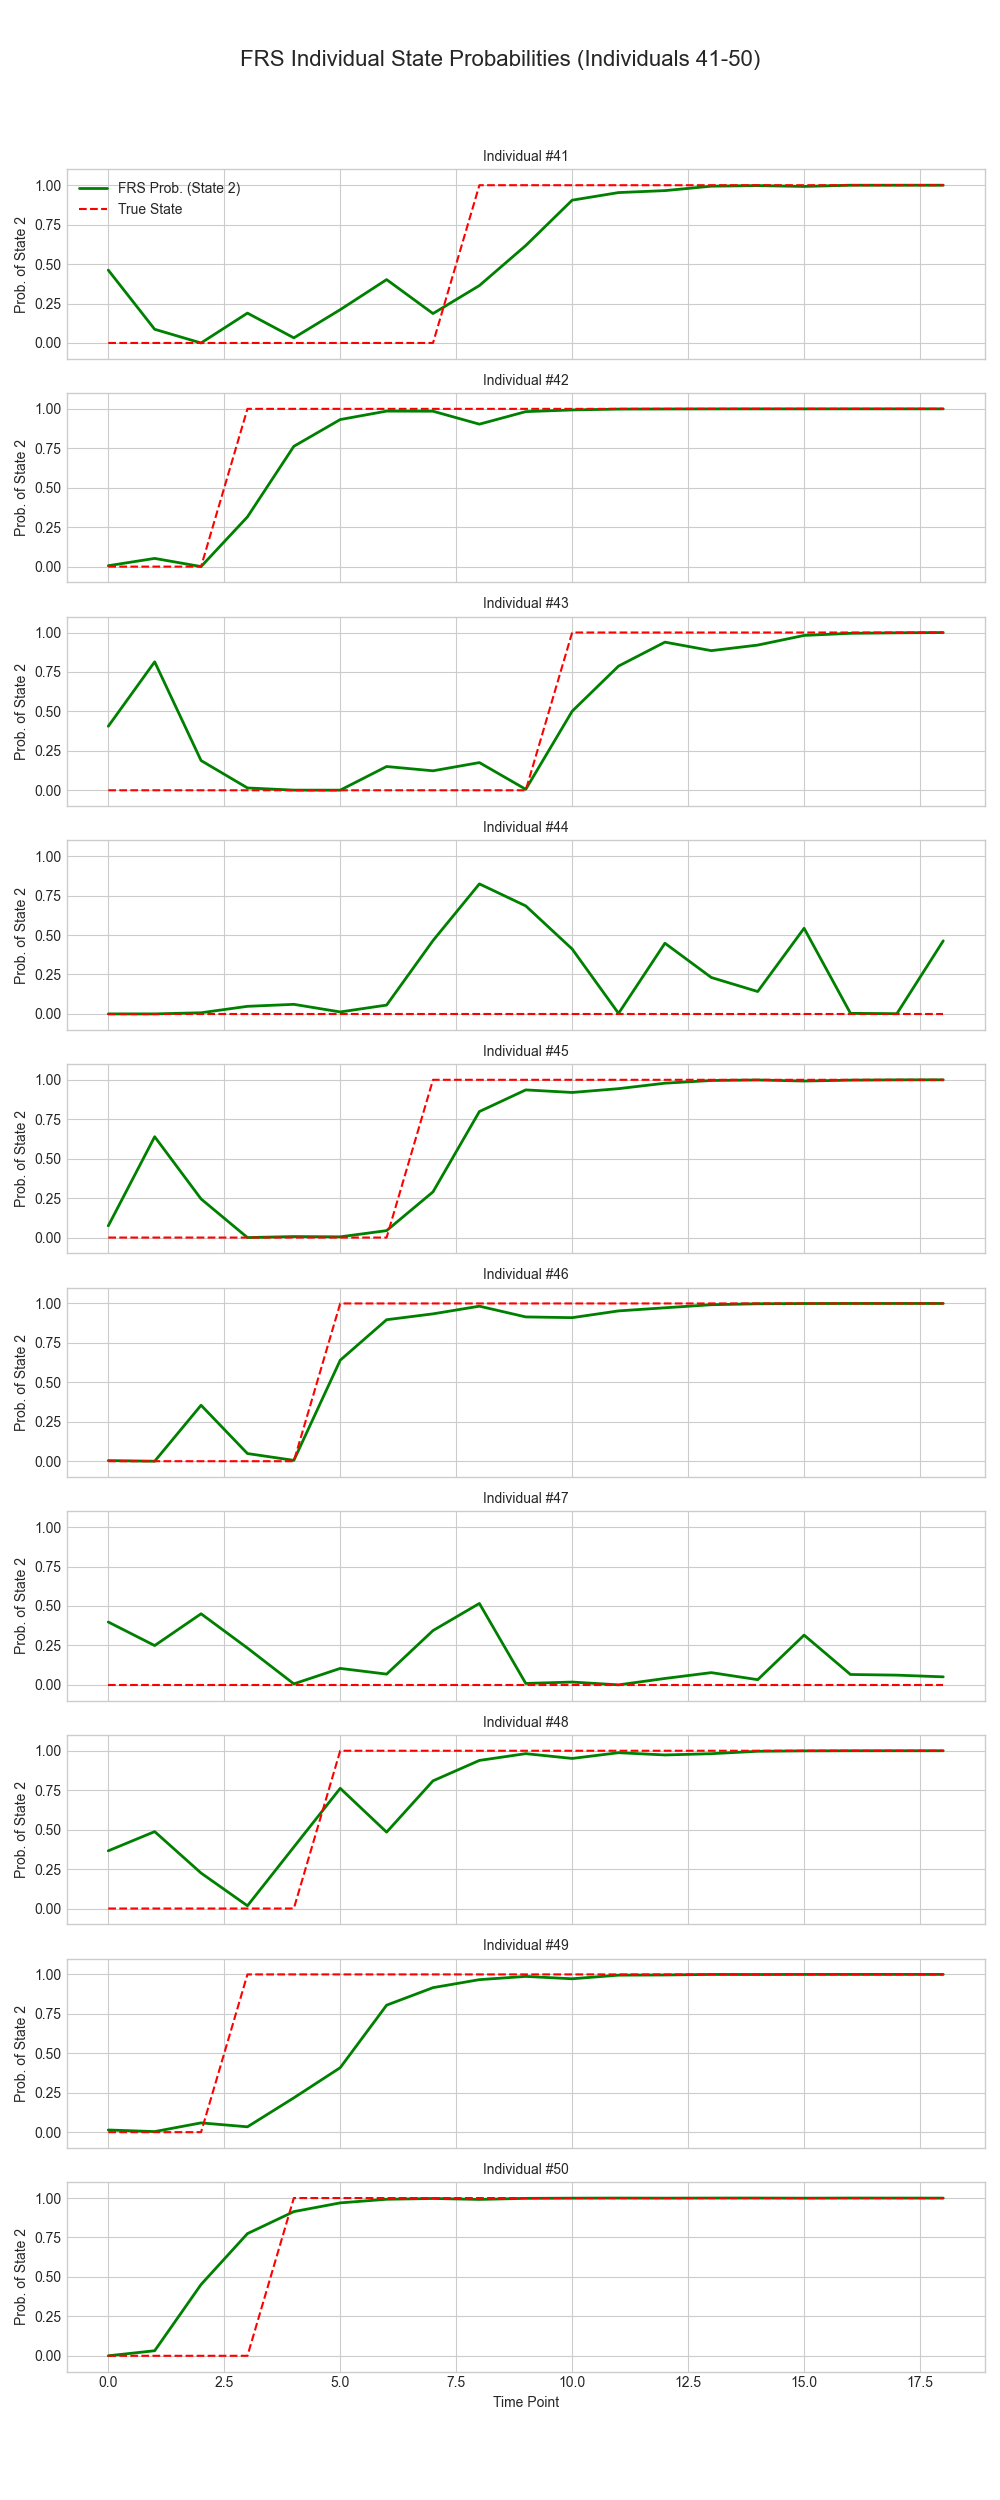 FRS Individual State Probabilities (Individuals 41-50)
Individual #41
FRS Prob. (State 2)
True State
Prob. of State 2
1.00
0.75
0.50
0.25
0.00
Individual #42
Prob. of State 2
1.00
0.75
0.50
0.25
0.00
Individual #43
Prob. of State 2
1.00
0.75
0.50
0.25
0.00
Individual #44
Prob. of State 2
1.00
0.75
0.50
0.25
0.00
Individual #45
Prob. of State 2
1.00
0.75
0.50
0.25
0.00
Individual #46
Prob. of State 2
1.00
0.75
0.50
0.25
0.00
Individual #47
Prob. of State 2
1.00
0.75
0.50
0.25
0.00
Individual #48
Prob. of State 2
1.00
0.75
0.50
0.25
0.00
Individual #49
Prob. of State 2
1.00
0.75
0.50
0.25
0.00
Individual #50
Prob. of State 2
1.00
0.75
0.50
0.25
0.00
0.0 2.5 5.0 7.5 10.0 12.5 15.0 17.5
Time Point